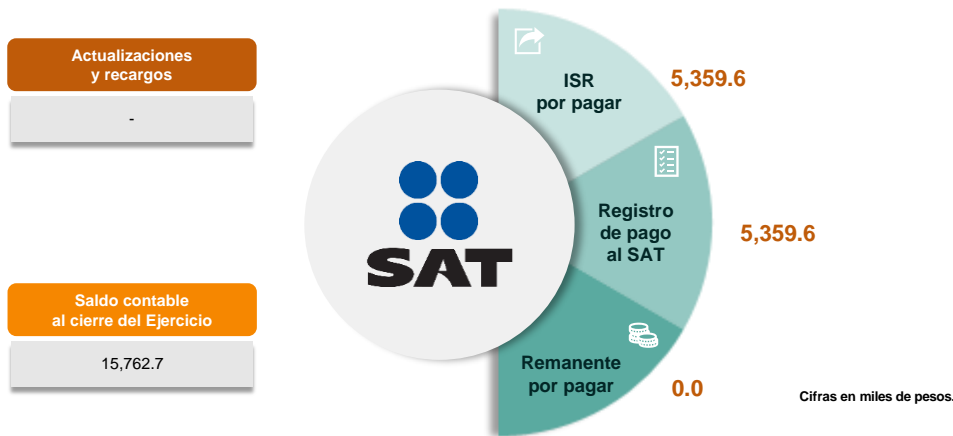 Actualizaciones
y recargos
-
Saldo contable
al cierre del Ejercicio
15,762.7
SAT
ISR
por pagar
5,359.6
Registro
de pago
al SAT
5,359.6
Remanente
por pagar
0.0
Cifras en miles de pesos.